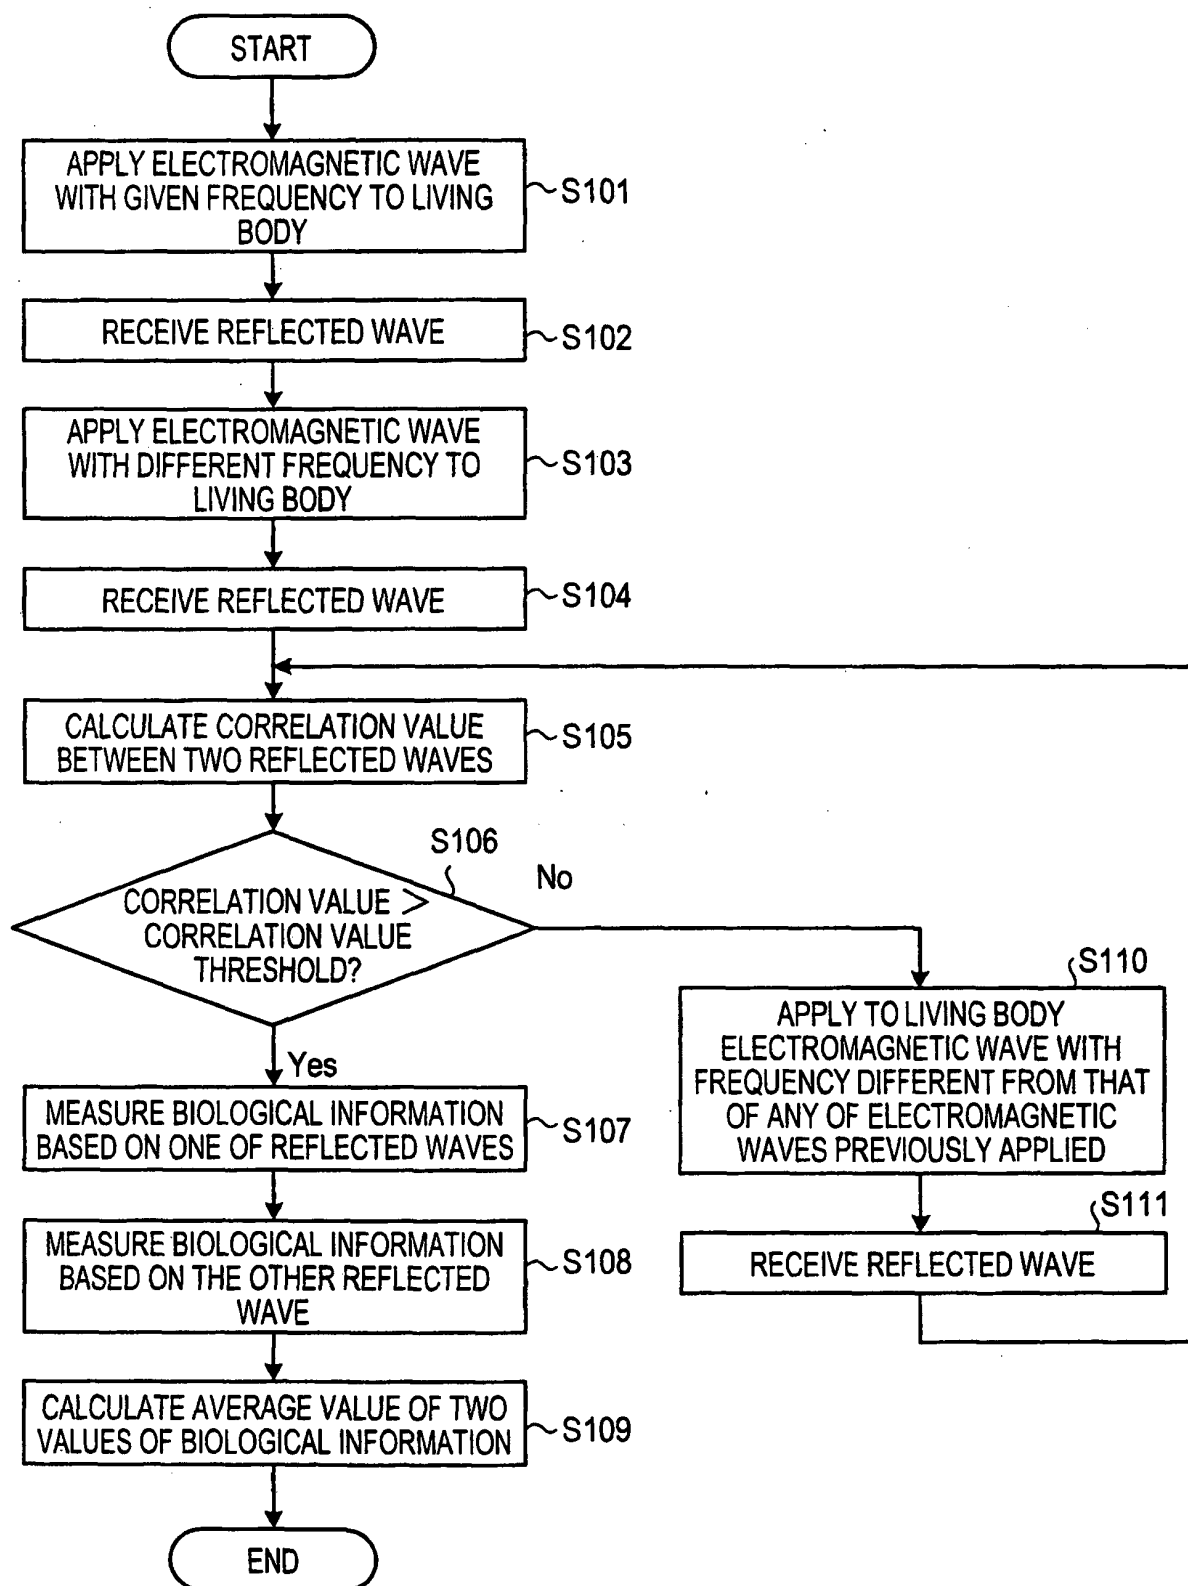 START
APPLY ELECTROMAGNETIC WAVE
WITH GIVEN FREQUENCY TO LIVING
BODY
S101
RECEIVE REFLECTED WAVE
S102
APPLY ELECTROMAGNETIC WAVE
WITH DIFFERENT FREQUENCY TO
LIVING BODY
S103
RECEIVE REFLECTED WAVE
S104
CALCULATE CORRELATION VALUE
BETWEEN TWO REFLECTED WAVES
S105
S106
CORRELATION VALUE >
CORRELATION VALUE
THRESHOLD?
No
Yes
MEASURE BIOLOGICAL INFORMATION
BASED ON ONE OF REFLECTED WAVES
S107
MEASURE BIOLOGICAL INFORMATION
BASED ON THE OTHER REFLECTED
WAVE
S108
CALCULATE AVERAGE VALUE OF TWO
VALUES OF BIOLOGICAL INFORMATION
S109
END
S110
APPLY TO LIVING BODY
ELECTROMAGNETIC WAVE WITH
FREQUENCY DIFFERENT FROM THAT
OF ANY OF ELECTROMAGNETIC
WAVES PREVIOUSLY APPLIED
S111
RECEIVE REFLECTED WAVE